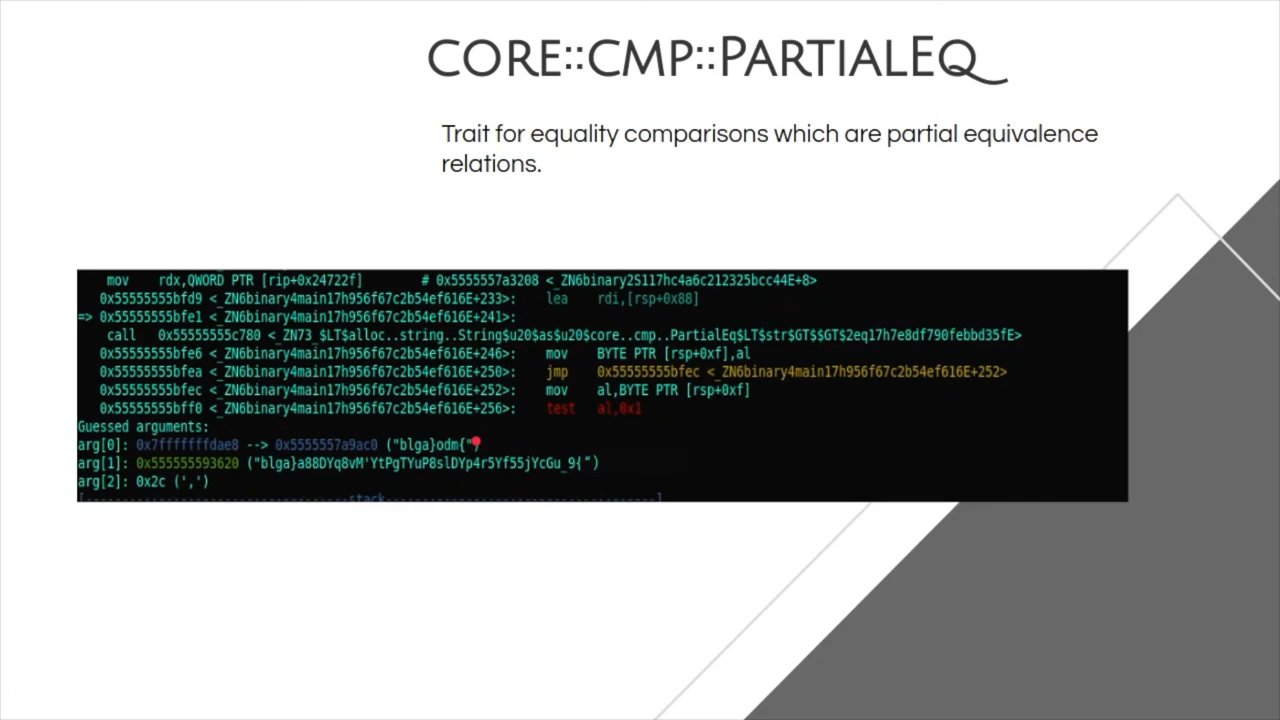 core::cmp::PartialEq
Trait for equality comparisons which are partial equivalence
relations.
mov rdx,QWORD PTR [rip+0x24722f] # 0x5555557a3208 <_ZN6binary2S117hc4a6c212325bcc44E+8>
0x55555555bfd9 <_ZN6binary4main17h956f67c2b54ef616E+233>: lea rdi,[rsp+0x88]
=> 0x55555555bfe1 <_ZN6binary4main17h956f67c2b54ef616E+241>:
call 0x55555555c780 <_ZN73_$LT$alloc..string..String$u20$as$u20$core..cmp..PartialEq$LT$str$GT$$GT$2eq17h7e8df790febbd35fE>
0x55555555bfe6 <_ZN6binary4main17h956f67c2b54ef616E+246>: mov BYTE PTR [rsp+0xf],al
0x55555555bfea <_ZN6binary4main17h956f67c2b54ef616E+250>: jmp 0x55555555bfec <_ZN6binary4main17h956f67c2b54ef616E+252>
0x55555555bfec <_ZN6binary4main17h956f67c2b54ef616E+252>: mov al,BYTE PTR [rsp+0xf]
0x55555555bff0 <_ZN6binary4main17h956f67c2b54ef616E+256>: test al,0x1
Guessed arguments:
arg[0]: 0x7fffffffdae8 --> 0x5555557a9ac0 ("blga}odm{")
arg[1]: 0x555555593620 ("blga}a88DYq8vM'YtPgTYuP8slDYp4r5Yf55jYcGu_9{“)
arg[2]: 0x2c (',')
[------------------------------------stack-------------------------------------]